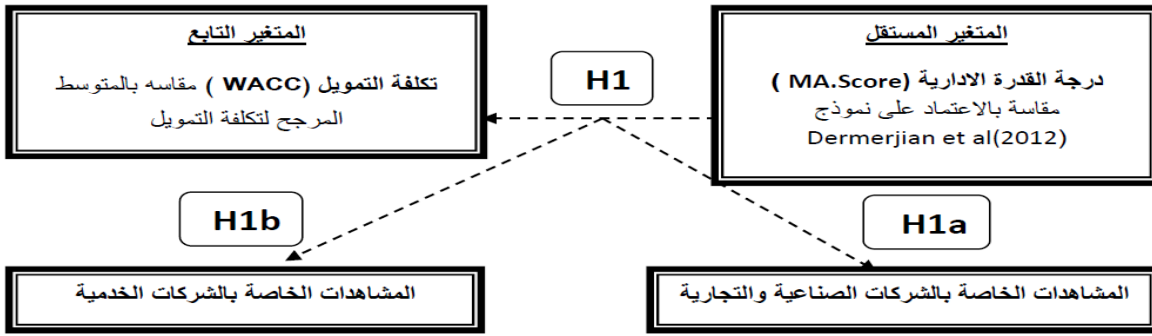 المتغير المستقل
درجة القدرة الادارية (MA.Score )
مقاسة بالاعتماد على نموذج
Dermerjian et al(2012)
H1
المتغير التابع
تكلفة التمويل (WACC ) مقاسه بالمتوسط
المرجح لتكلفة التمويل
H1a
H1b
المشاهدات الخاصة بالشركات الصناعية والتجارية
المشاهدات الخاصة بالشركات الخدمية